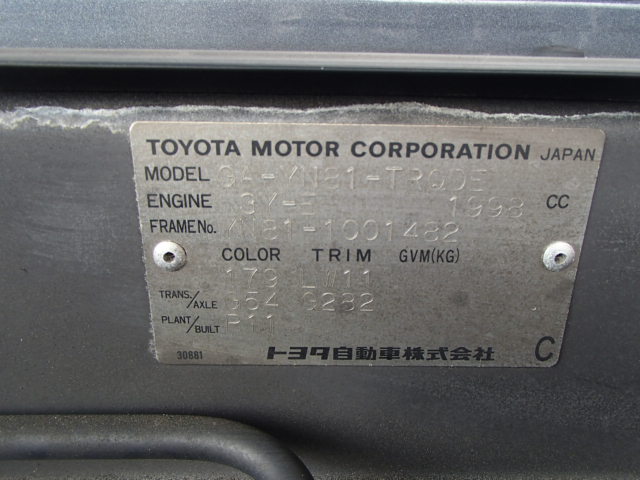 TOYOTA MOTOR CORPORATION JAPAN
MODEL GA-YN81-TRQDE
ENGINE 3Y-E 1998 CC
FRAME No. YN81-1001482
COLOR TRIM GVM(KG)
179 LW11
TRANS./AXLE G54 G282
PLANT/BUILT P11
30881 トヨタ自動車株式会社 C